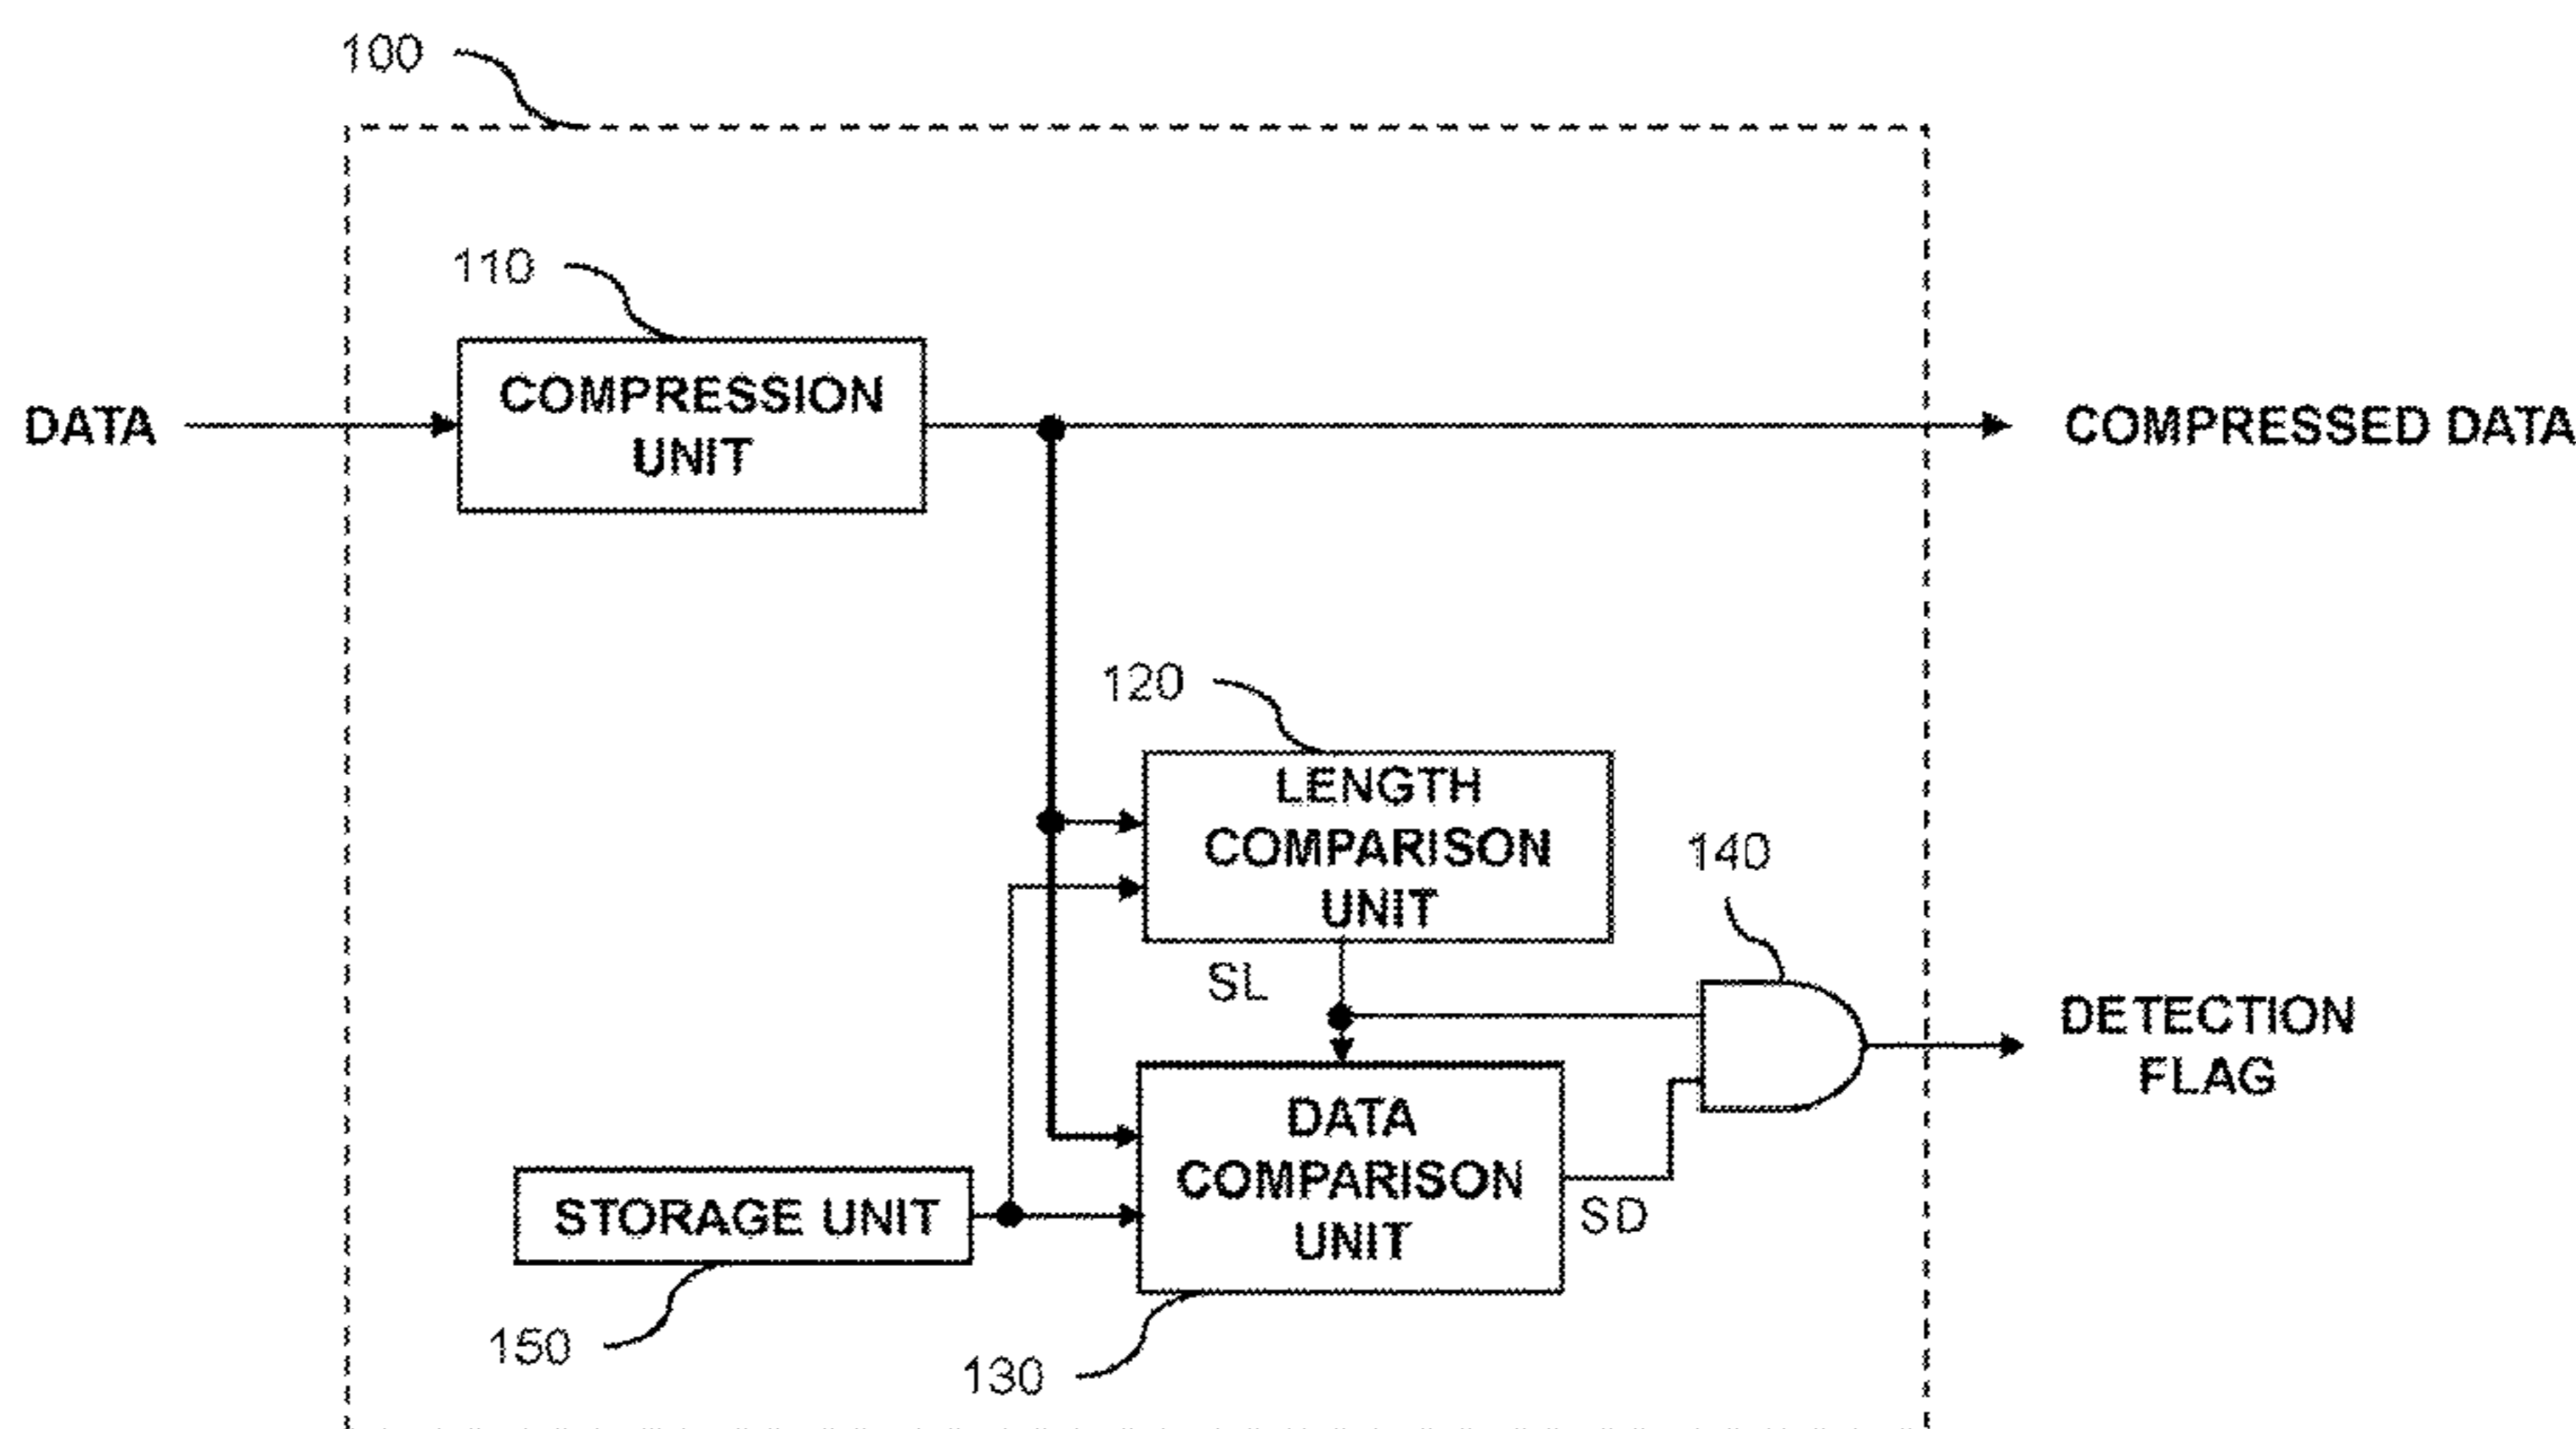 100
110
COMPRESSION
UNIT
DATA
COMPRESSED DATA
120
LENGTH
COMPARISON
UNIT
140
SL
DETECTION
FLAG
DATA
COMPARISON
UNIT
STORAGE UNIT
SD
150
130